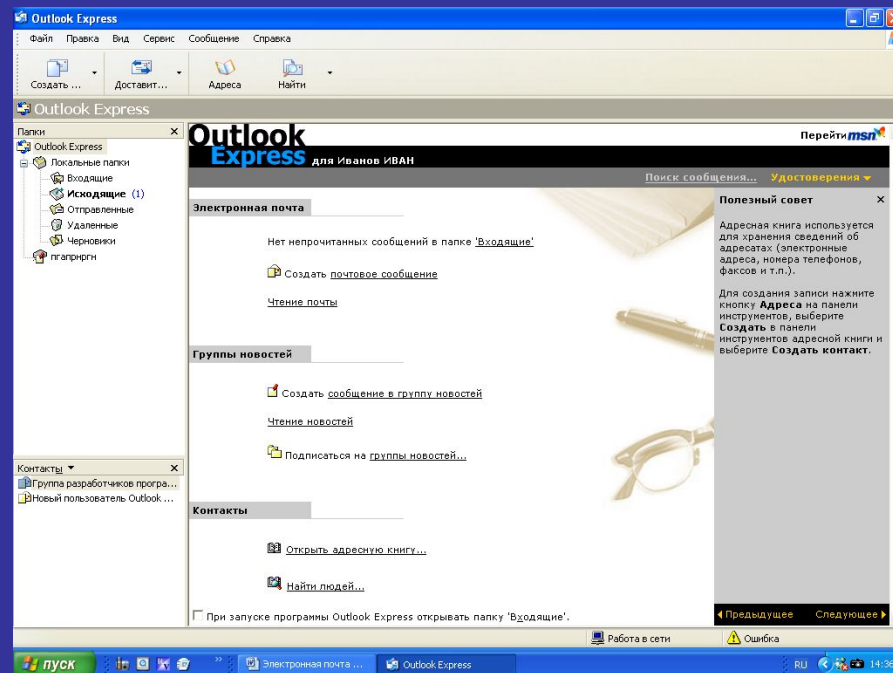 Outlook Express
Файл Правка Вид Сервис Сообщение Справка
Создать ... Доставит... Адреса Найти
Outlook Express
Папки
Outlook Express
Локальные папки
Входящие
Исходящие (1)
Отправленные
Удаленные
Черновики
пгапрнргн
Контакты
Группа разработчиков програ...
Новый пользователь Outlook ...
Outlook
Express для Иванов ИВАН
Перейти msn
Поиск сообщения... Удостоверения
Электронная почта
Нет непрочитанных сообщений в папке 'Входящие'
Создать почтовое сообщение
Чтение почты
Группы новостей
Создать сообщение в группу новостей
Чтение новостей
Подписаться на группы новостей...
Контакты
Открыть адресную книгу...
Найти людей...
При запуске программы Outlook Express открывать папку 'Входящие'.
Полезный совет
Адресная книга используется
для хранения сведений об
адресатах (электронные
адреса, номера телефонов,
факсов и т.п.).
Для создания записи нажмите
кнопку Адреса на панели
инструментов, выберите
Создать в панели
инструментов адресной книги и
выберите Создать контакт.
Предыдущее Следующее
Работа в сети Ошибка
пуск Электронная почта ... Outlook Express RU 14:36